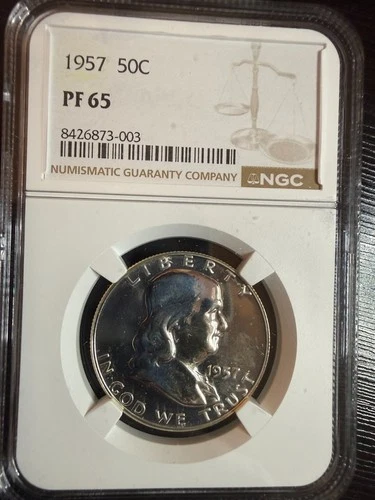 1957 50C
PF 65
8426873-003
NUMISMATIC GUARANTY COMPANY
NGC
LIBERTY
1957
IN GOD WE TRUST